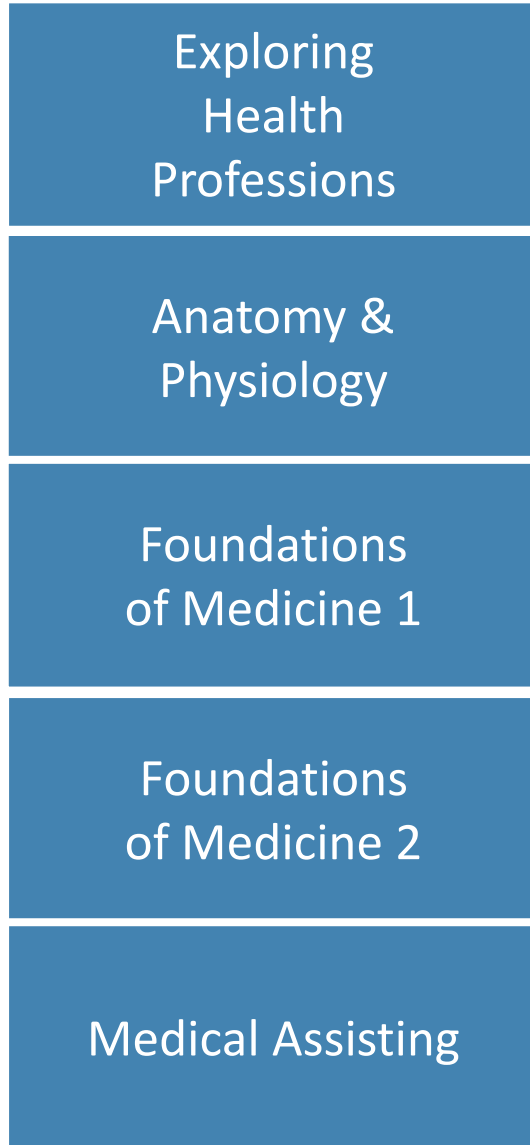 Exploring
Health
Professions
Anatomy &
Physiology
Foundations
of Medicine 1
Foundations
of Medicine 2
Medical Assisting